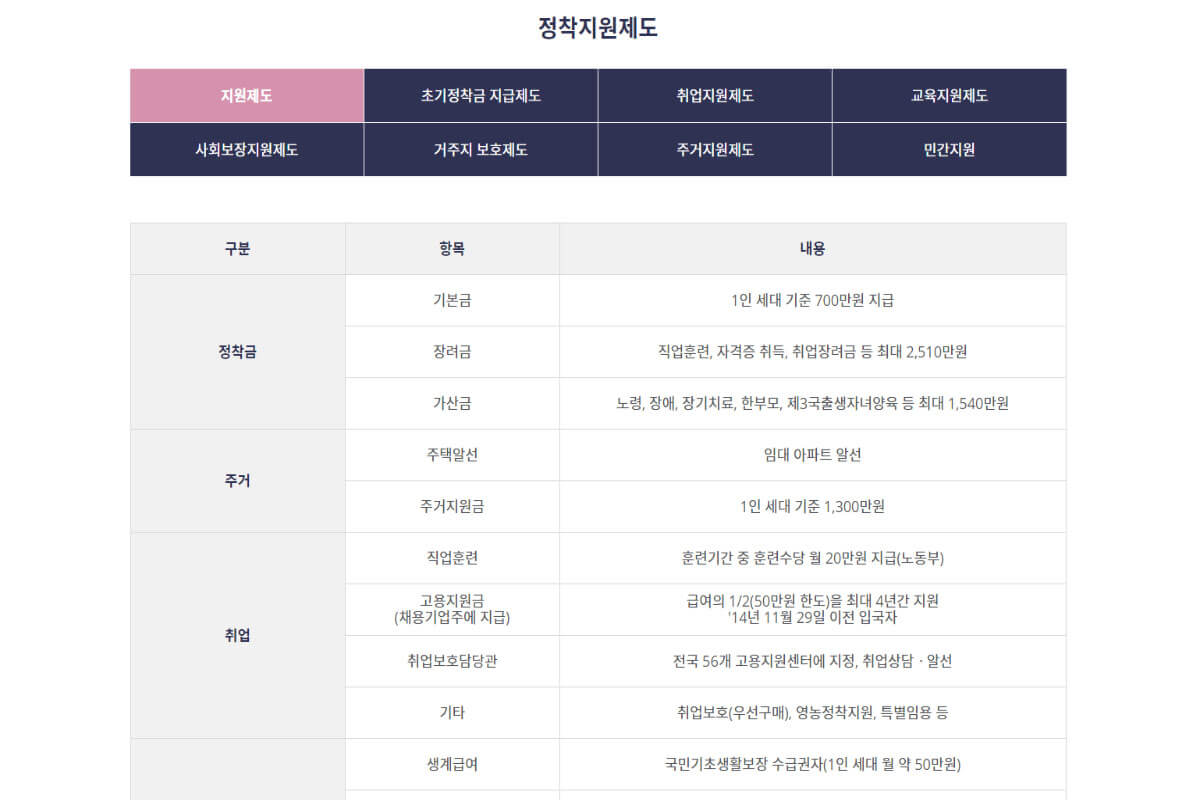 정착지원제도
지원제도
초기정착금 지급제도
취업지원제도
교육지원제도
사회보장지원제도
거주지 보호제도
주거지원제도
민간지원
구분
항목
내용
정착금
기본금
1인 세대 기준 700만원 지급
장려금
직업훈련, 자격증 취득, 취업장려금 등 최대 2,510만원
가산금
노령, 장애, 장기치료, 한부모, 제3국출생자녀양육 등 최대 1,540만원
주거
주택알선
임대 아파트 알선
주거지원금
1인 세대 기준 1,300만원
취업
직업훈련
훈련기간 중 훈련수당 월 20만원 지급(노동부)
고용지원금
(채용기업주에 지급)
급여의 1/2(50만원 한도)을 최대 4년간 지원
'14년 11월 29일 이전 입국자
취업보호담당관
전국 56개 고용지원센터에 지정, 취업상담ㆍ알선
기타
취업보호(우선구매), 영농정착지원, 특별임용 등
생계급여
국민기초생활보장 수급권자(1인 세대 월 약 50만원)